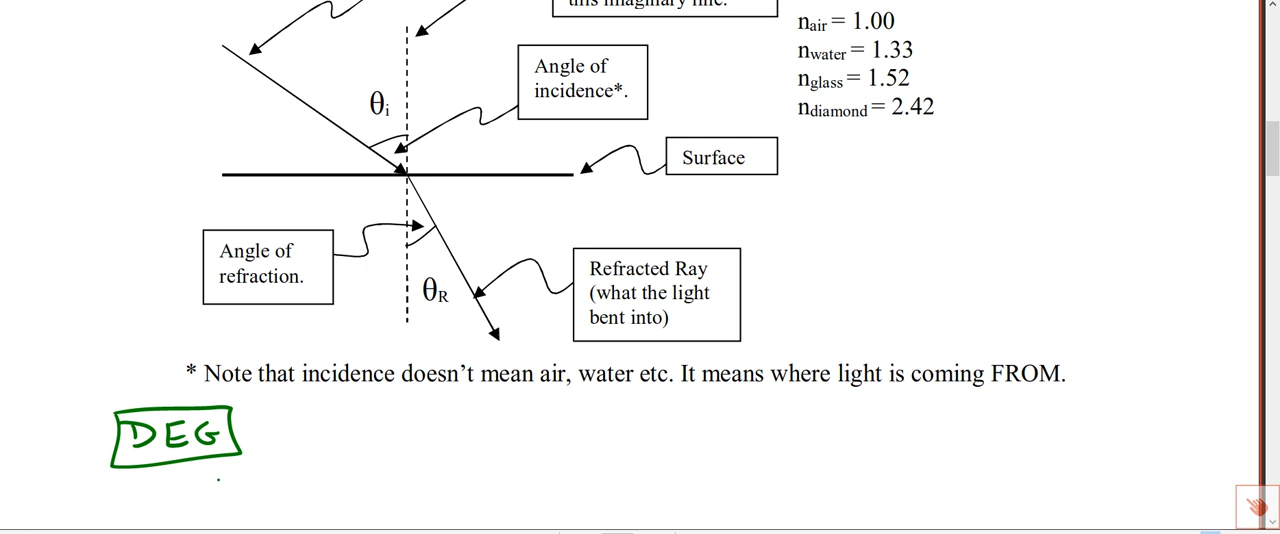 this imaginary line.
nair = 1.00
nwater = 1.33
nglass = 1.52
ndiamond = 2.42
Angle of
incidence*.
θi
Surface
Angle of
refraction.
θR
Refracted Ray
(what the light
bent into)
* Note that incidence doesn't mean air, water etc. It means where light is coming FROM.
DEG